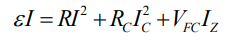 εI = RI² + R_C I_C² + V_FC I_Z